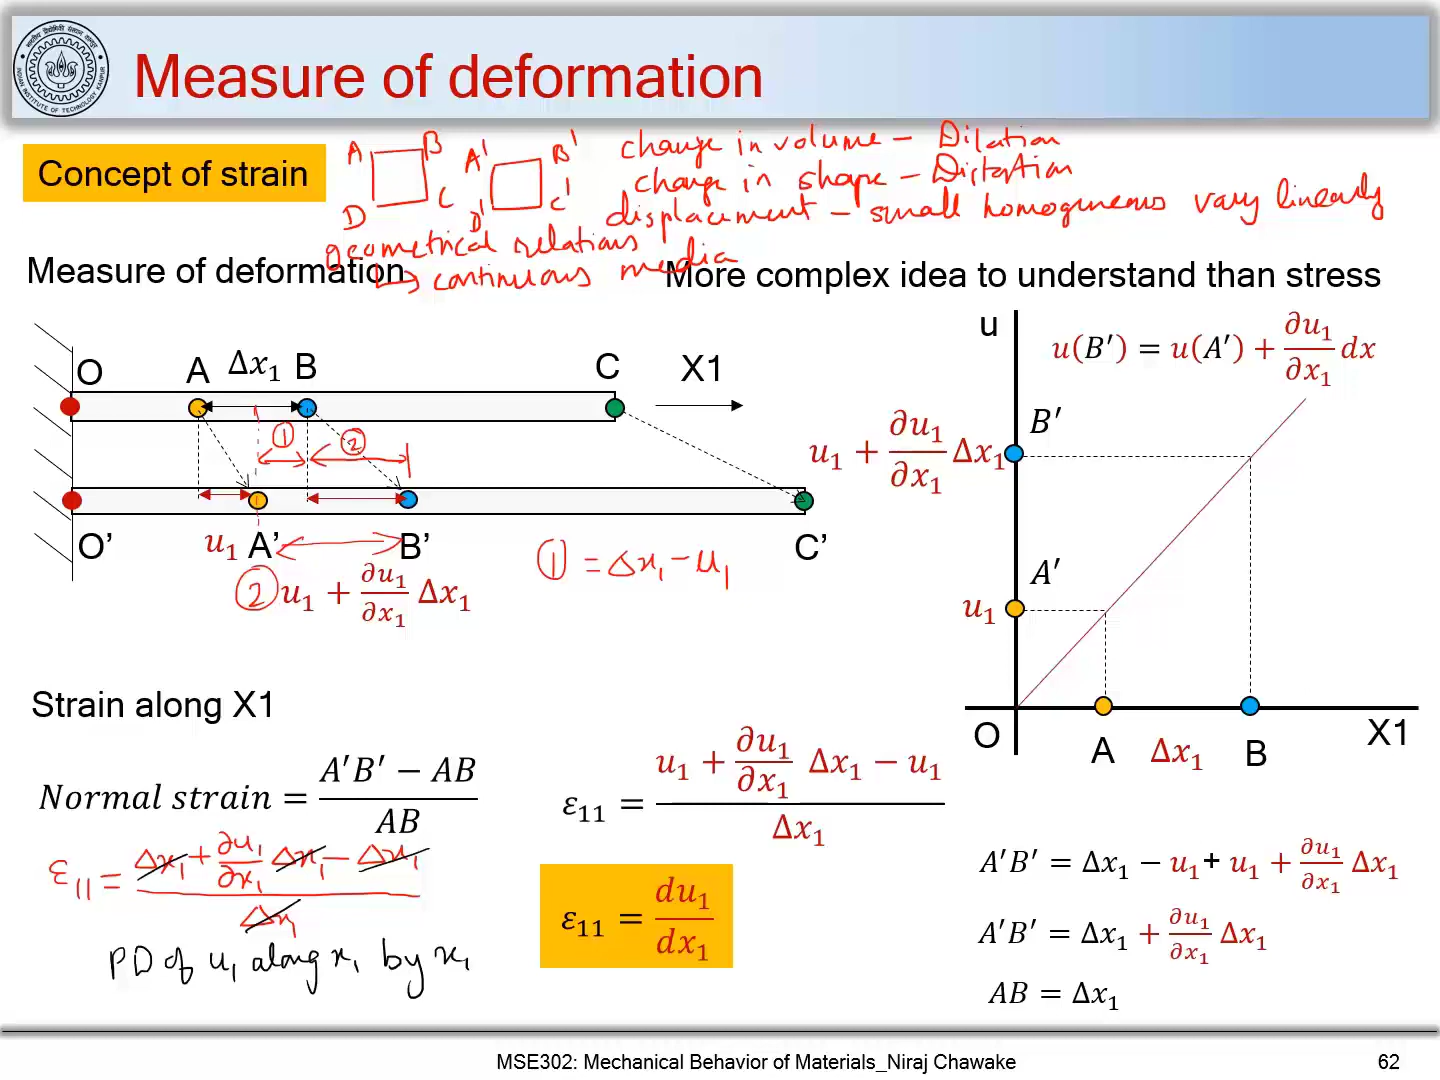 Measure of deformation
Concept of strain
A B A' B'
D C D' C'
change in volume – Dilation
change in shape – Distortion
displacement – small homogeneous vary linearly
geometrical relations
↳ continuous media
Measure of deformation
More complex idea to understand than stress
O A Δx₁ B C X1
① ②
O' u₁ A' B' C'
② u₁ + ∂u₁/∂x₁ Δx₁
① = Δx₁ – u₁
u
u(B′) = u(A′) + ∂u₁/∂x₁ dx
B′
u₁ + ∂u₁/∂x₁ Δx₁
A′
u₁
O A Δx₁ B X1
Strain along X1
Normal strain = (A′B′ − AB)/AB
ε₁₁ = (Δx₁ + ∂u₁/∂x₁ Δx₁ – Δx₁)/Δx₁
PD of u₁ along x₁ by x₁
ε₁₁ = (u₁ + ∂u₁/∂x₁ Δx₁ − u₁)/Δx₁
ε₁₁ = du₁/dx₁
A′B′ = Δx₁ − u₁ + u₁ + ∂u₁/∂x₁ Δx₁
A′B′ = Δx₁ + ∂u₁/∂x₁ Δx₁
AB = Δx₁
MSE302: Mechanical Behavior of Materials_Niraj Chawake
62